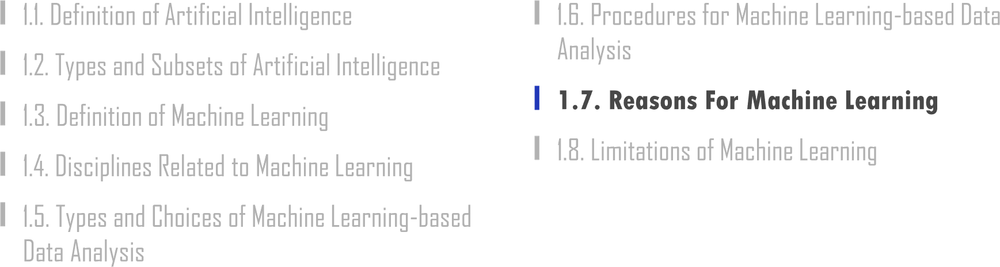 1.1. Definition of Artificial Intelligence
1.2. Types and Subsets of Artificial Intelligence
1.3. Definition of Machine Learning
1.4. Disciplines Related to Machine Learning
1.5. Types and Choices of Machine Learning-based
Data Analysis
1.6. Procedures for Machine Learning-based Data
Analysis
1.7. Reasons For Machine Learning
1.8. Limitations of Machine Learning